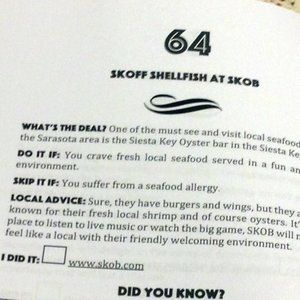 64
SKOFF SHELLFISH AT SKOB
WHAT'S THE DEAL? One of the must see and visit local seafood
the Sarasota area is the Siesta Key Oyster bar in the Siesta Key
DO IT IF: You crave fresh local seafood served in a fun an
environment.
SKIP IT IF: You suffer from a seafood allergy.
LOCAL ADVICE: Sure, they have burgers and wings, but they a
known for their fresh local shrimp and of course oysters. It'
place to listen to live music or watch the big game, SKOB will m
feel like a local with their friendly welcoming environment.
I DID IT: www.skob.com
DID YOU KNOW?